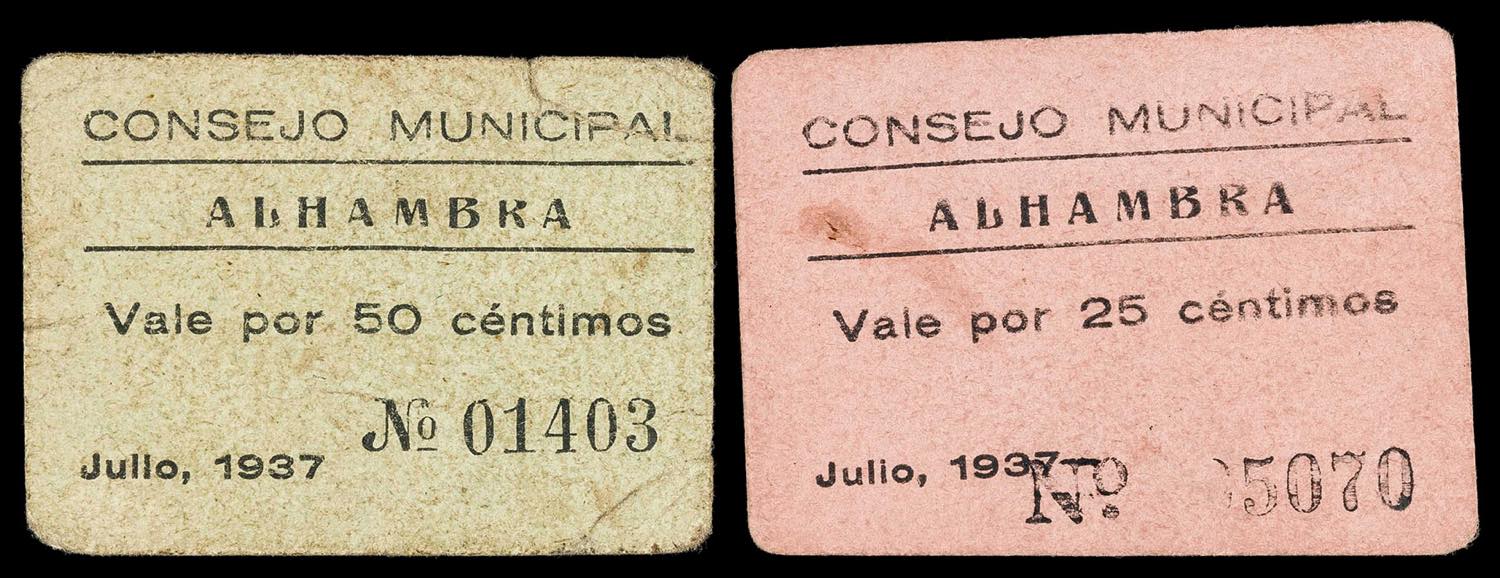 CONSEJO MUNICIPAL
ALHAMBRA
Vale por 50 céntimos
Nº 01403
Julio, 1937
CONSEJO MUNICIPAL
ALHAMBRA
Vale por 25 céntimos
Julio, 1937
Nº 5070